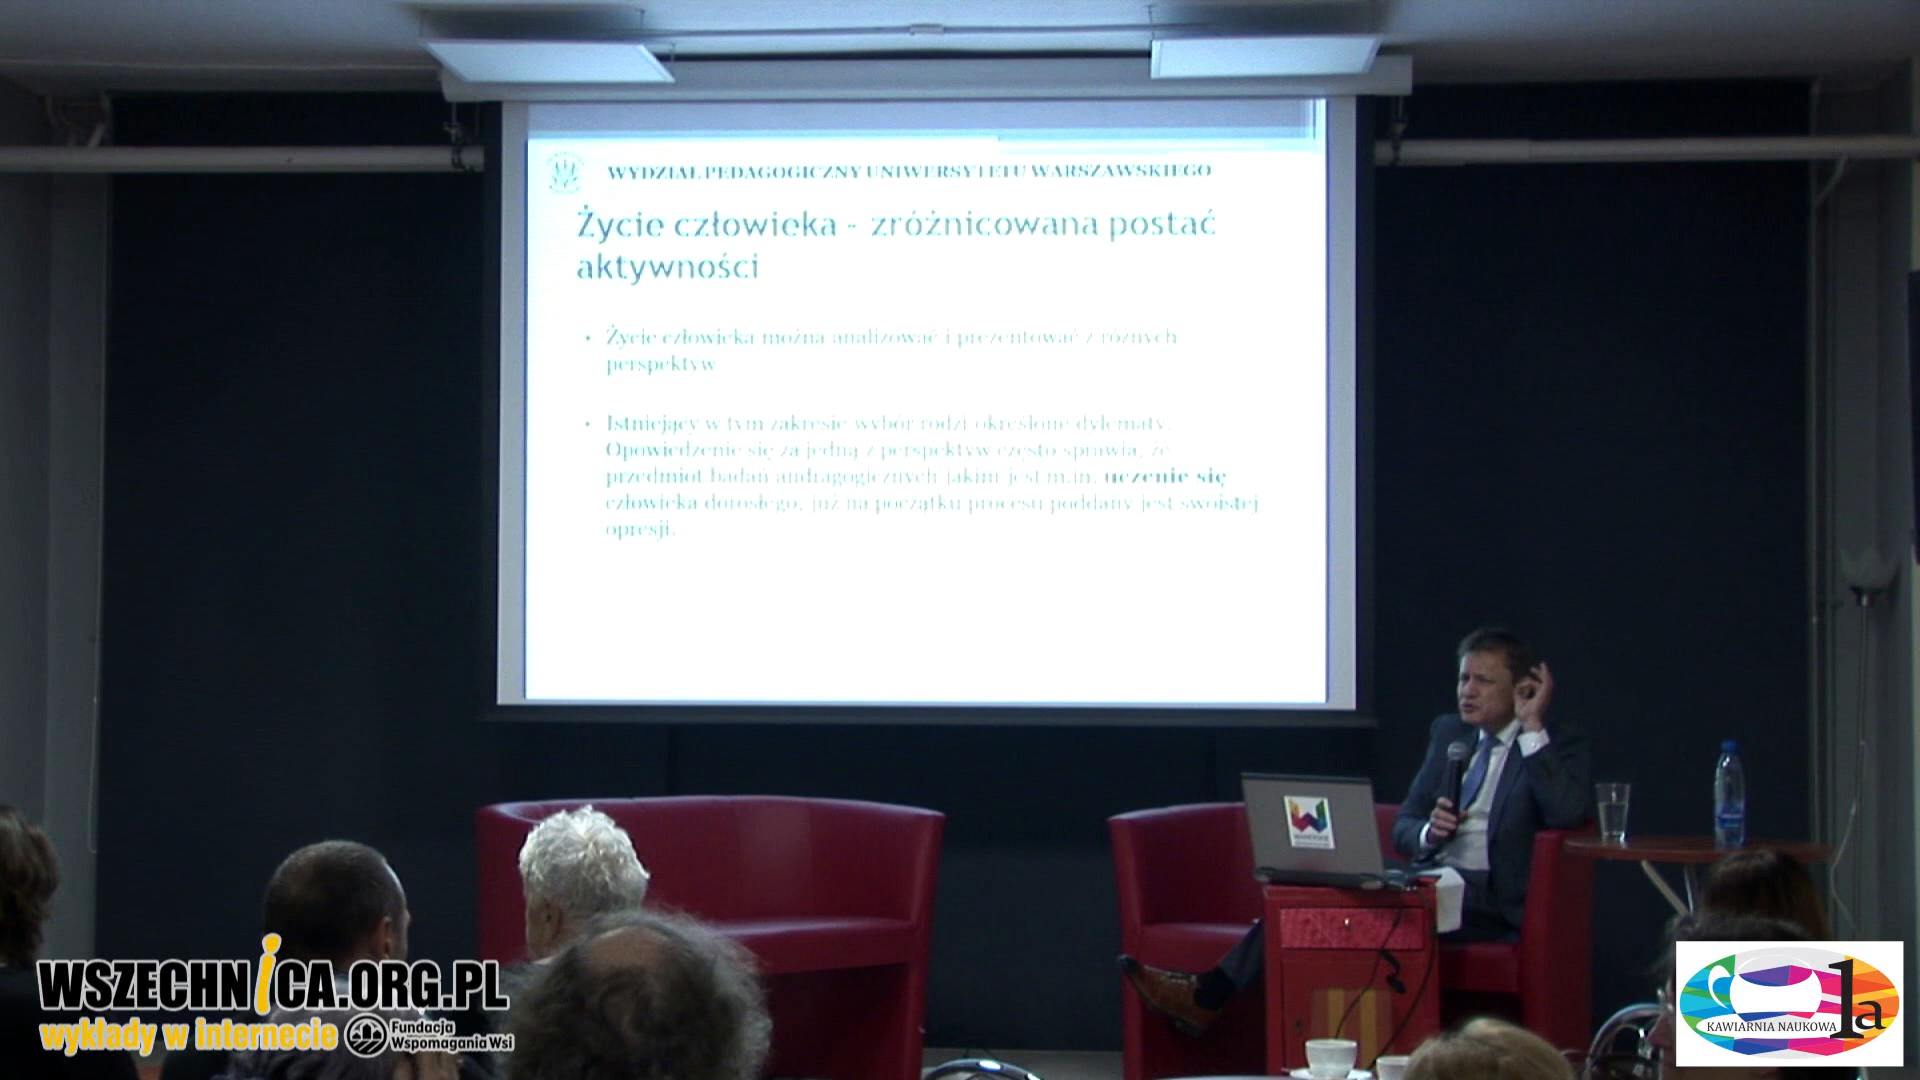 WYDZIAŁ PEDAGOGICZNY UNIWERSYTETU WARSZAWSKIEGO
Życie człowieka - zróżnicowana postać
aktywności
• Życie człowieka można analizować i prezentować z różnych
perspektyw
• Istniejący w tym zakresie wybór rodzi określone dylematy.
Opowiedzenie się za jedną z perspektyw często sprawia, że
przedmiot badań andragogicznych jakim jest m.in. uczenie się
człowieka dorosłego, już na początku procesu poddany jest swoistej
opresji.
WSZECHNiCA.ORG.PL
wykłady w internecie
Fundacja
Wspomagania Wsi
KAWIARNIA NAUKOWA 1a